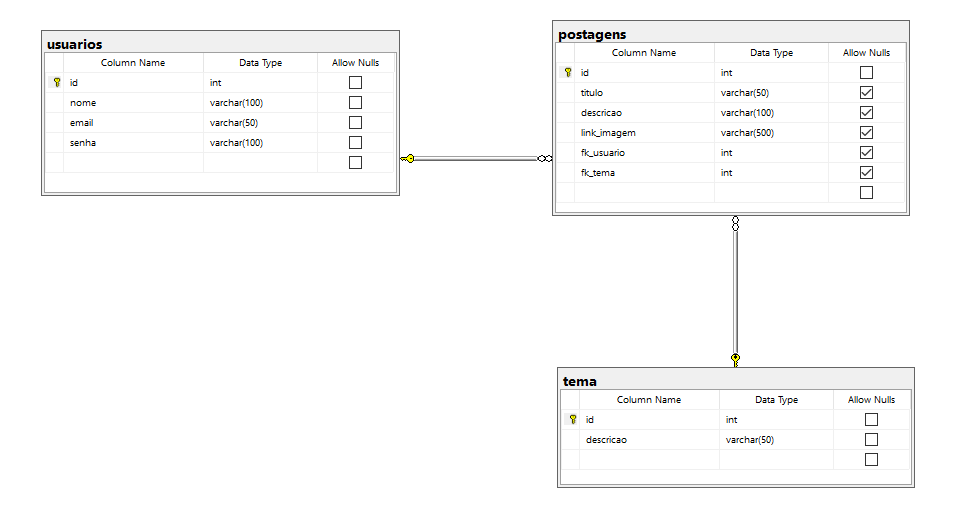 usuarios
Column Name Data Type Allow Nulls
id int
nome varchar(100)
email varchar(50)
senha varchar(100)
postagens
Column Name Data Type Allow Nulls
id int
titulo varchar(50)
descricao varchar(100)
link_imagem varchar(500)
fk_usuario int
fk_tema int
tema
Column Name Data Type Allow Nulls
id int
descricao varchar(50)